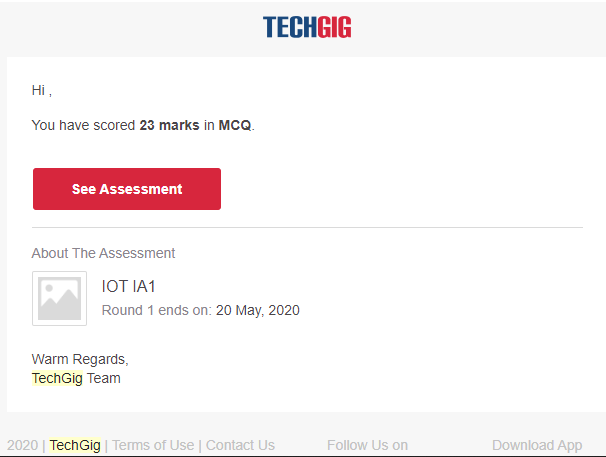 TECHGIG
Hi ,
You have scored 23 marks in MCQ.
See Assessment
About The Assessment
IOT IA1
Round 1 ends on: 20 May, 2020
Warm Regards,
TechGig Team
2020 | TechGig | Terms of Use | Contact Us Follow Us on Download App